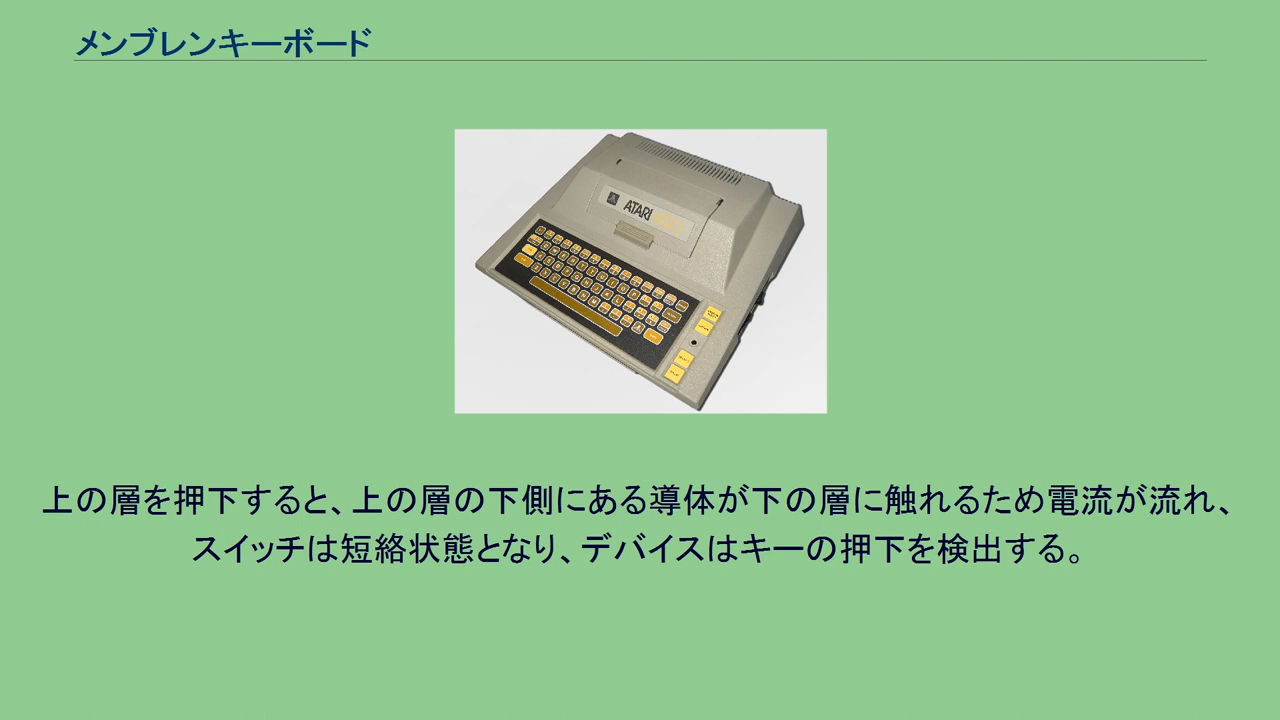 メンブレンキーボード
ATARI 400
上の層を押下すると、上の層の下側にある導体が下の層に触れるため電流が流れ、
スイッチは短絡状態となり、デバイスはキーの押下を検出する。